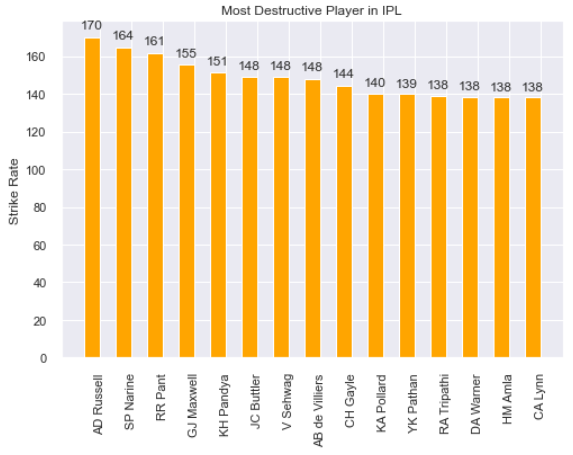 Most Destructive Player in IPL
170
164
161
155
151
148
148
148
144
140
139
138
138
138
138
160
140
120
100
80
60
40
20
0
Strike Rate
AD Russell
SP Narine
RR Pant
GJ Maxwell
KH Pandya
JC Buttler
V Sehwag
AB de Villiers
CH Gayle
KA Pollard
YK Pathan
RA Tripathi
DA Warner
HM Amla
CA Lynn